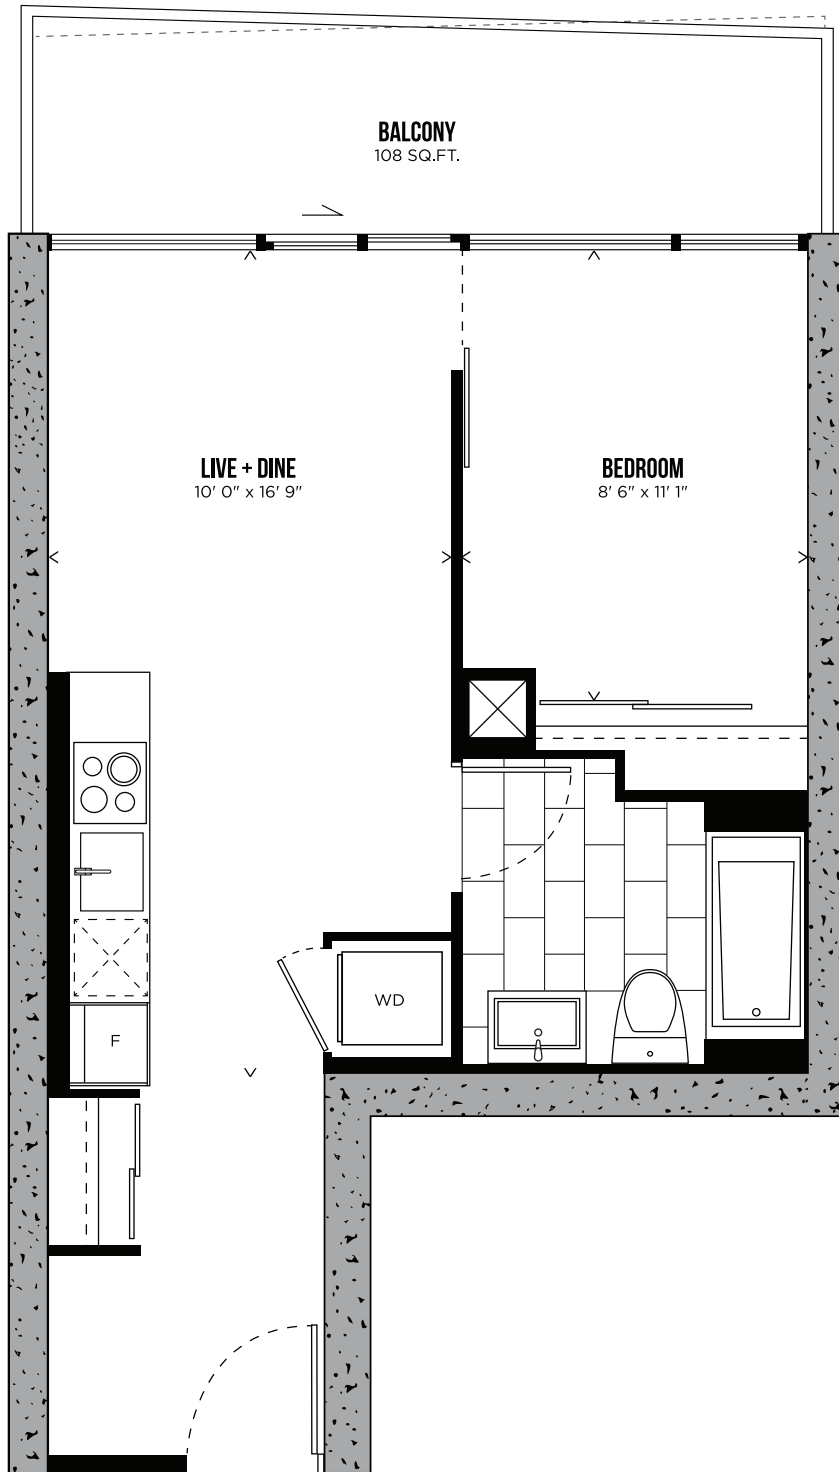 BALCONY
108 SQ.FT.
LIVE + DINE
10' 0" x 16' 9"
BEDROOM
8' 6" x 11' 1"
WD
F